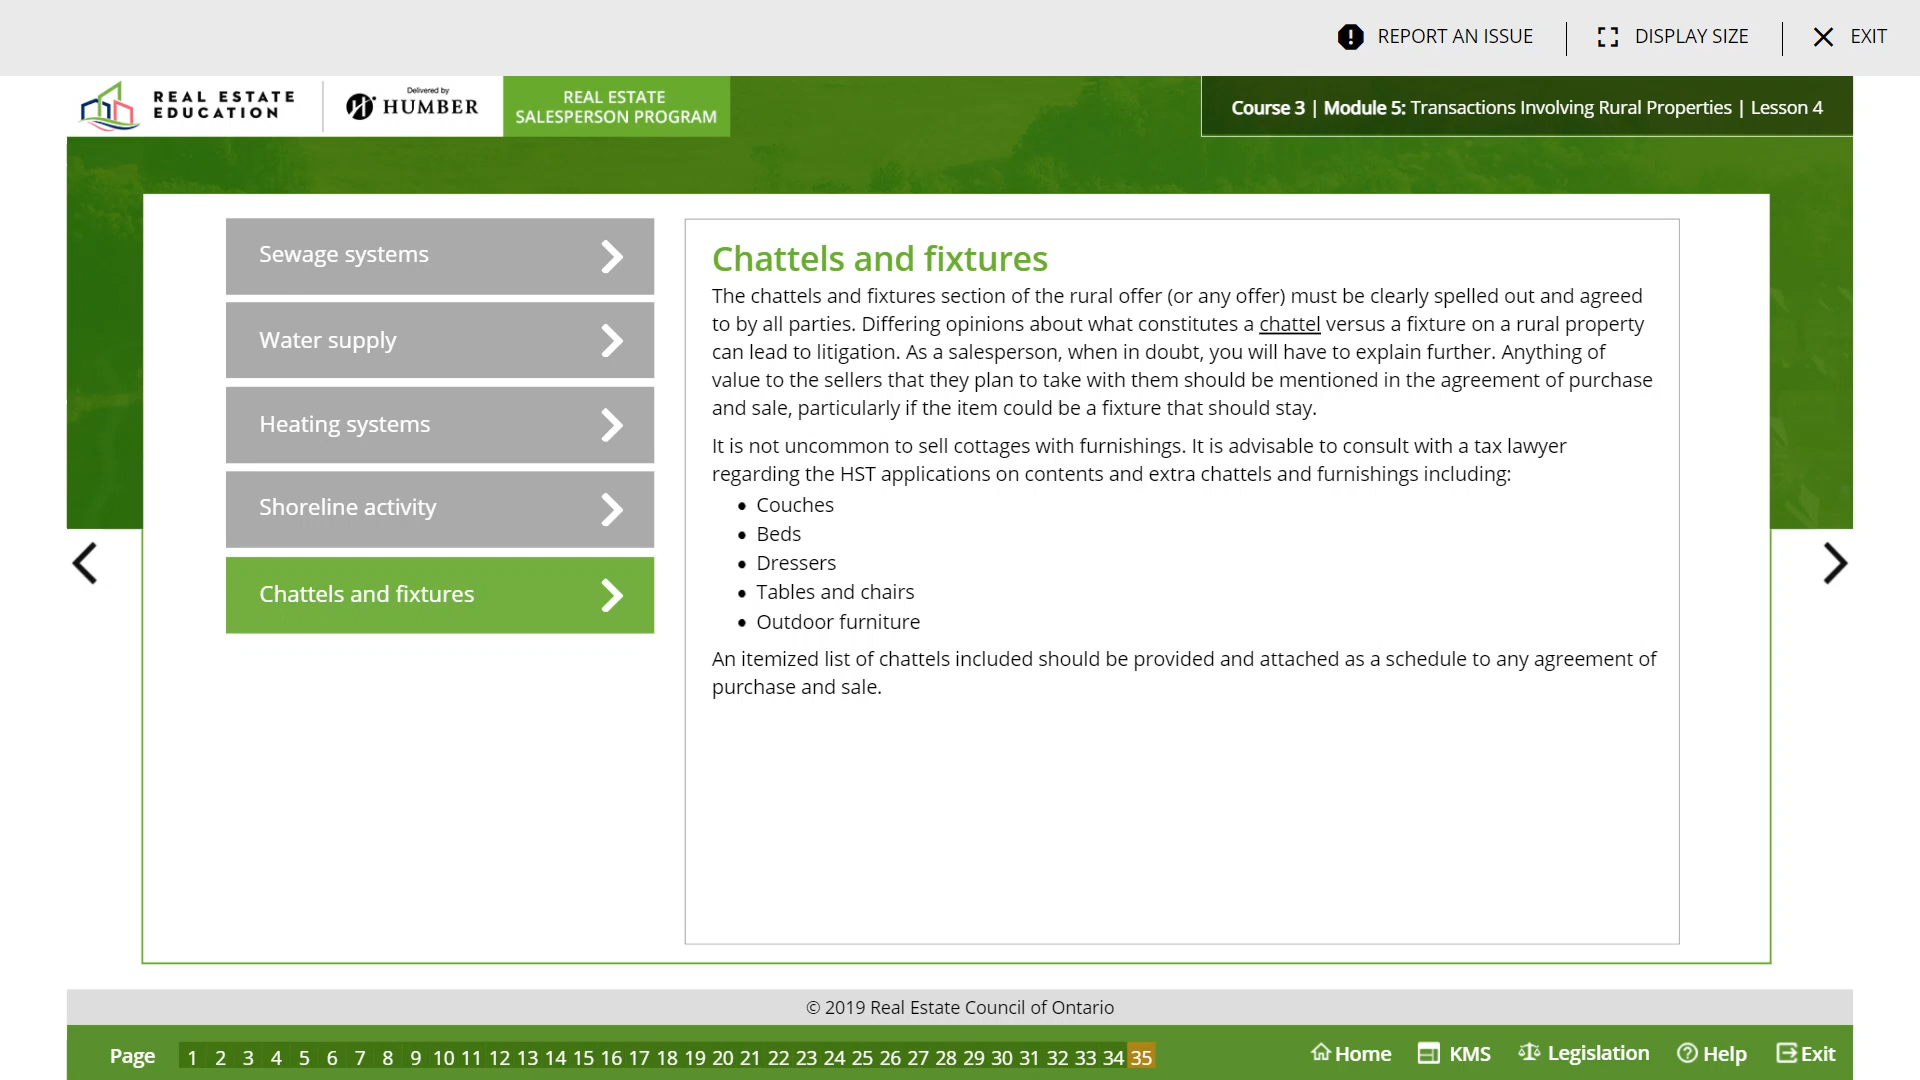 REPORT AN ISSUE
DISPLAY SIZE
EXIT
REAL ESTATE
EDUCATION
Delivered by
HUMBER
REAL ESTATE
SALESPERSON PROGRAM
Course 3 | Module 5: Transactions Involving Rural Properties | Lesson 4
Sewage systems
Water supply
Heating systems
Shoreline activity
Chattels and fixtures
Chattels and fixtures
The chattels and fixtures section of the rural offer (or any offer) must be clearly spelled out and agreed
to by all parties. Differing opinions about what constitutes a chattel versus a fixture on a rural property
can lead to litigation. As a salesperson, when in doubt, you will have to explain further. Anything of
value to the sellers that they plan to take with them should be mentioned in the agreement of purchase
and sale, particularly if the item could be a fixture that should stay.
It is not uncommon to sell cottages with furnishings. It is advisable to consult with a tax lawyer
regarding the HST applications on contents and extra chattels and furnishings including:
• Couches
• Beds
• Dressers
• Tables and chairs
• Outdoor furniture
An itemized list of chattels included should be provided and attached as a schedule to any agreement of
purchase and sale.
© 2019 Real Estate Council of Ontario
Page 1 2 3 4 5 6 7 8 9 10 11 12 13 14 15 16 17 18 19 20 21 22 23 24 25 26 27 28 29 30 31 32 33 34 35
Home KMS Legislation Help Exit